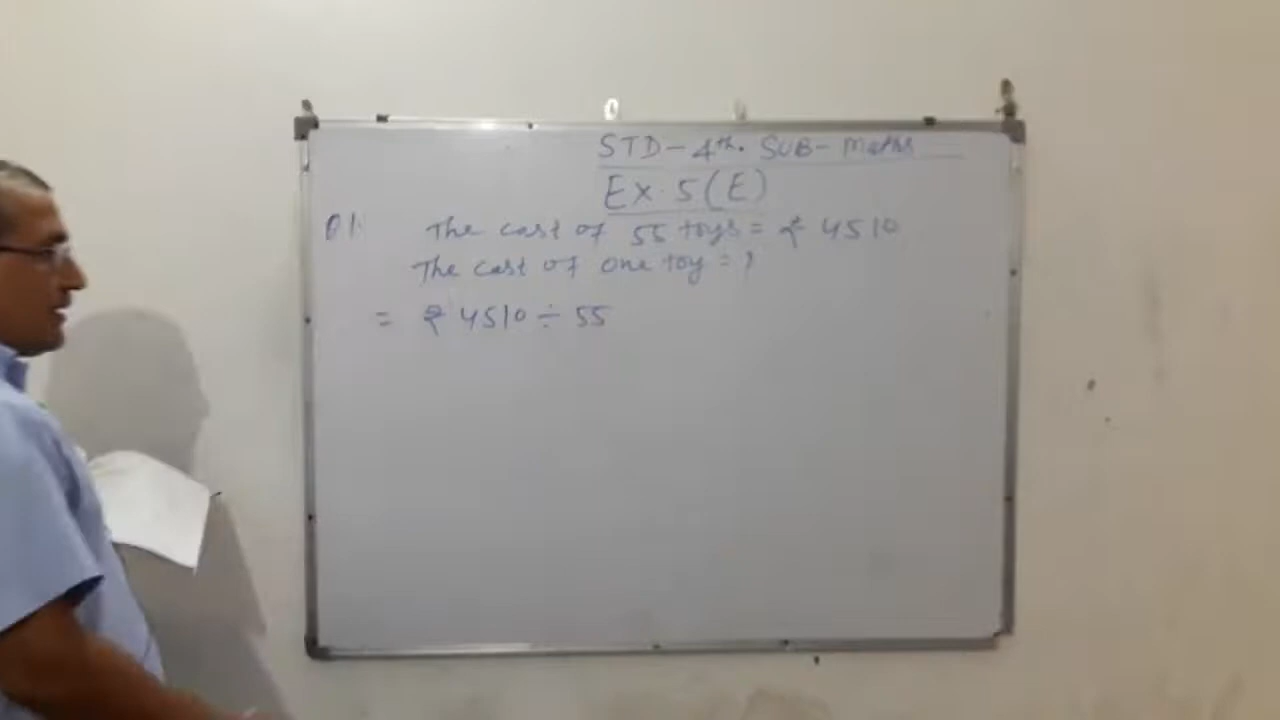 STD - 4th. SUB - Maths
Ex. 5(E)
Q1. The cost of 55 toys = ₹ 4510
The cost of one toy = ?
= ₹ 4510 ÷ 55